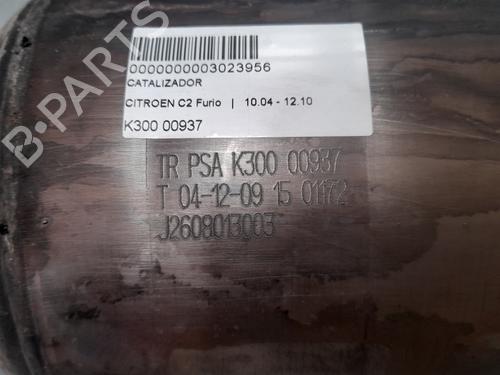 0000000003023956
CATALIZADOR
CITROEN C2 Furio | 10.04 - 12.10
K300 00937
B-PARTS
TR PSA K300 00937
T 04-12-09 15 01172
J2608013003